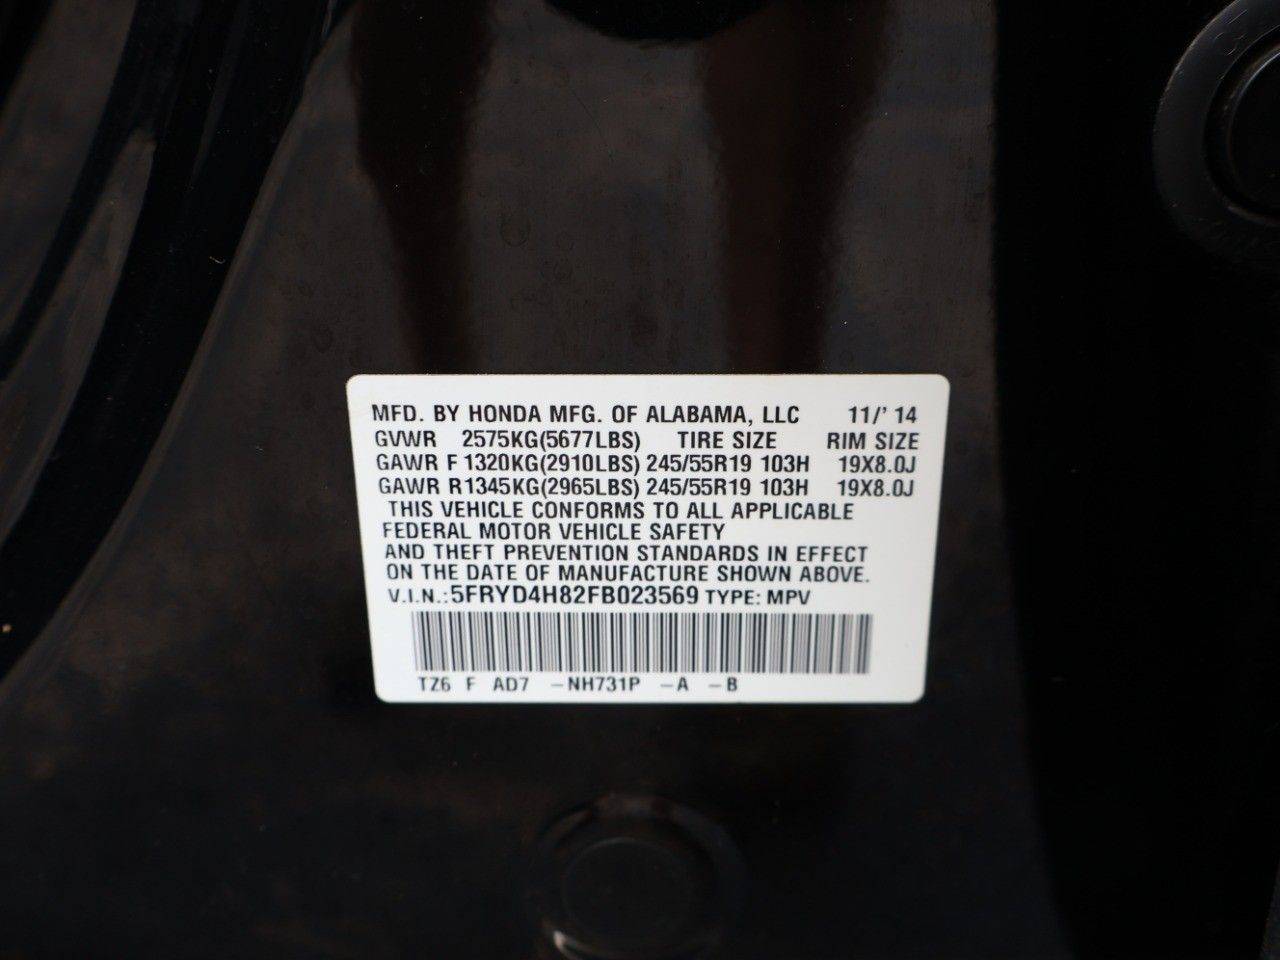 MFD. BY HONDA MFG. OF ALABAMA, LLC 11/' 14
GVWR 2575KG(5677LBS) TIRE SIZE RIM SIZE
GAWR F 1320KG(2910LBS) 245/55R19 103H 19X8.0J
GAWR R1345KG(2965LBS) 245/55R19 103H 19X8.0J
THIS VEHICLE CONFORMS TO ALL APPLICABLE
FEDERAL MOTOR VEHICLE SAFETY
AND THEFT PREVENTION STANDARDS IN EFFECT
ON THE DATE OF MANUFACTURE SHOWN ABOVE.
V.I.N.: 5FRYD4H82FB023569 TYPE: MPV
TZ6 F AD7 -NH731P -A -B